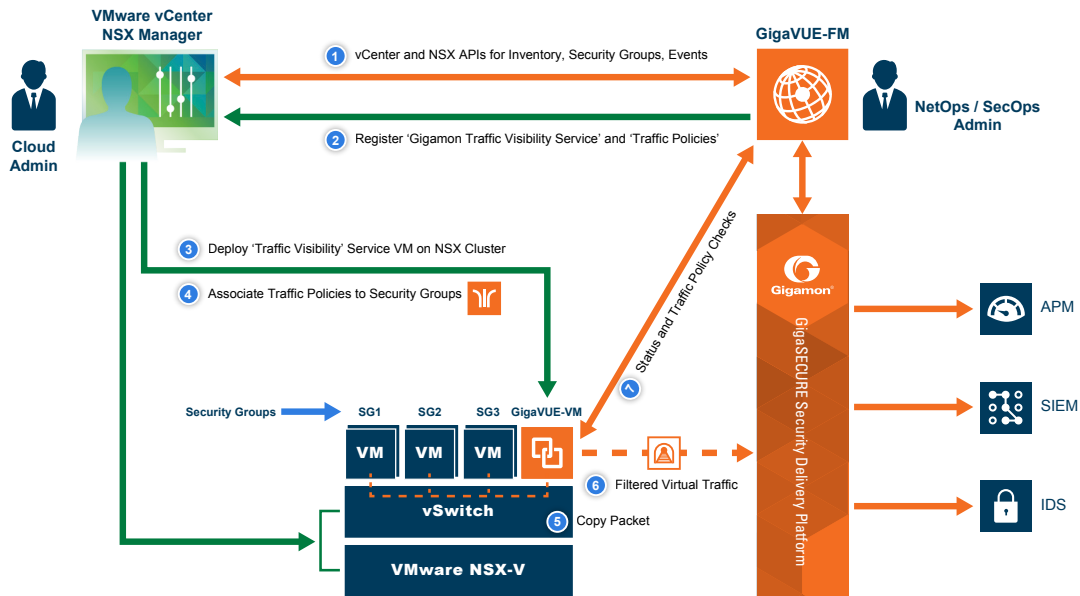 VMware vCenter
NSX Manager
GigaVUE-FM
1 vCenter and NSX APIs for Inventory, Security Groups, Events
Cloud
Admin
NetOps / SecOps
Admin
2 Register ‘Gigamon Traffic Visibility Service’ and ‘Traffic Policies’
3 Deploy ‘Traffic Visibility’ Service VM on NSX Cluster
4 Associate Traffic Policies to Security Groups
7 Status and Traffic Policy Checks
Gigamon®
GigaSECURE Security Delivery Platform
APM
SIEM
IDS
Security Groups
SG1
SG2
SG3
GigaVUE-VM
VM
VM
VM
6 Filtered Virtual Traffic
vSwitch
5 Copy Packet
VMware NSX-V